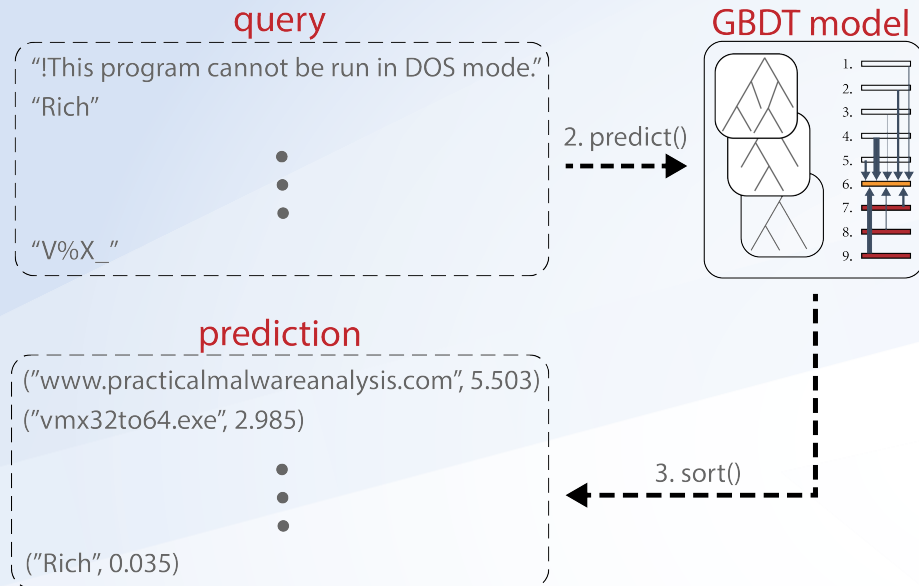 query
“!This program cannot be run in DOS mode.”
“Rich”
“V%X_”
2. predict()
GBDT model
1.
2.
3.
4.
5.
6.
7.
8.
9.
3. sort()
prediction
(”www.practicalmalwareanalysis.com”, 5.503)
(”vmx32to64.exe”, 2.985)
(”Rich”, 0.035)